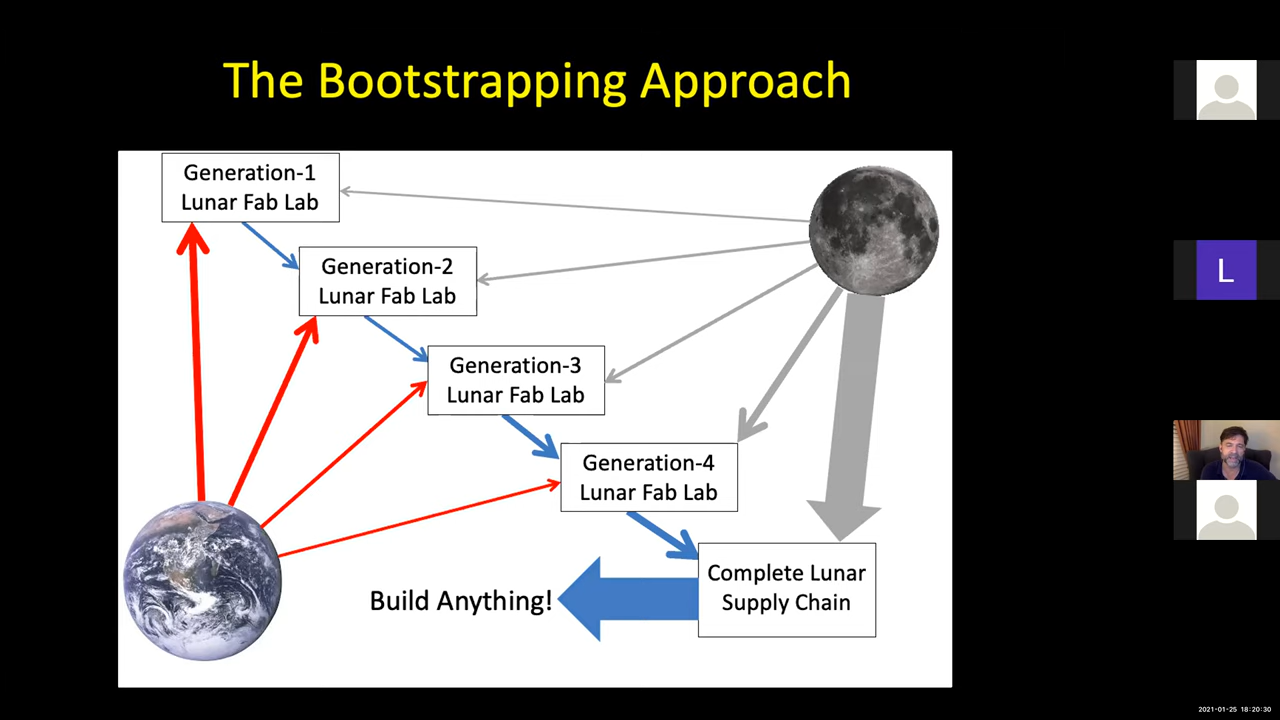 The Bootstrapping Approach
Generation-1
Lunar Fab Lab
Generation-2
Lunar Fab Lab
Generation-3
Lunar Fab Lab
Generation-4
Lunar Fab Lab
Complete Lunar
Supply Chain
Build Anything!
L
2021-01-25 18:20:30